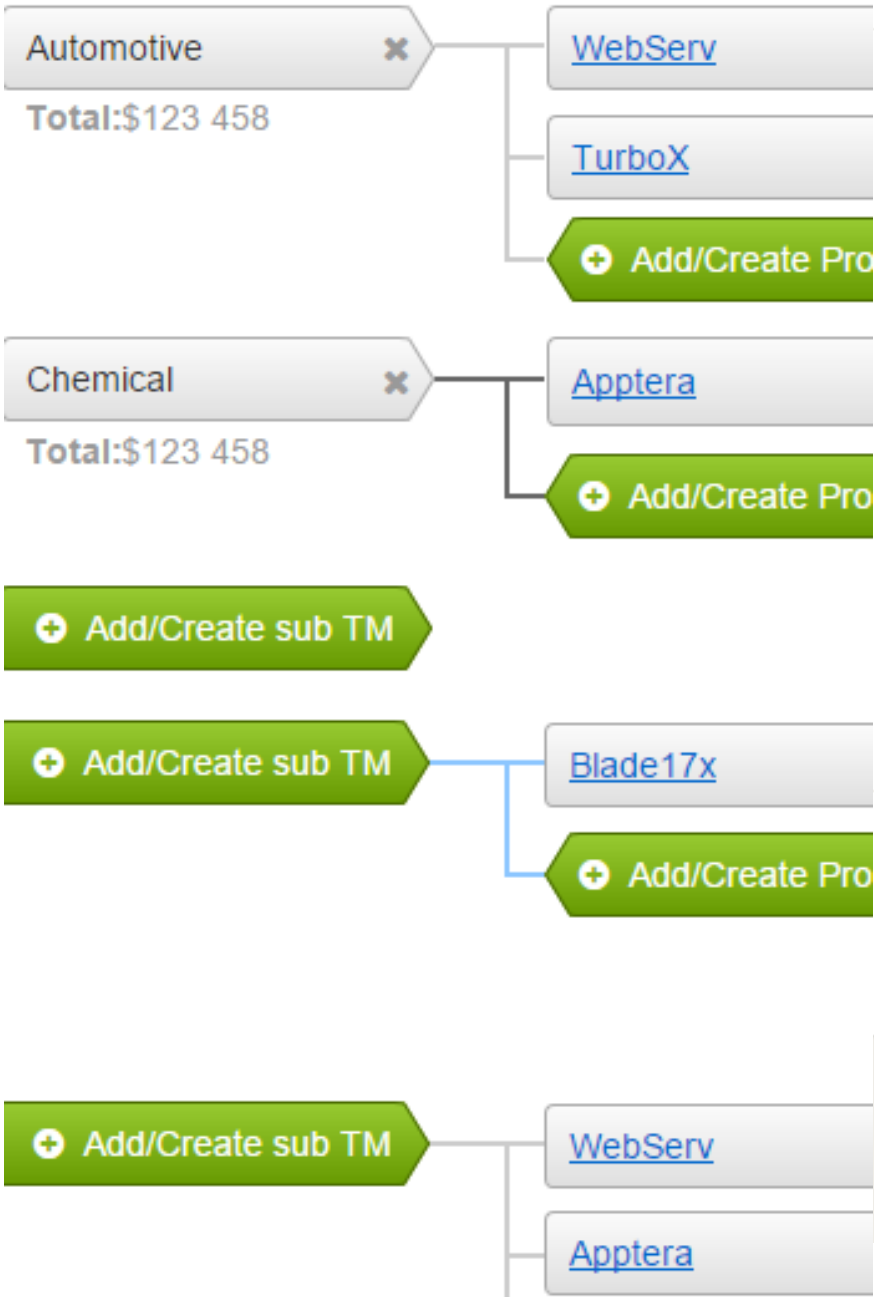 Automotive
WebServ
Total:$123 458
TurboX
Add/Create Pro
Chemical
Apptera
Total:$123 458
Add/Create Pro
Add/Create sub TM
Add/Create sub TM
Blade17x
Add/Create Pro
Add/Create sub TM
WebServ
Apptera